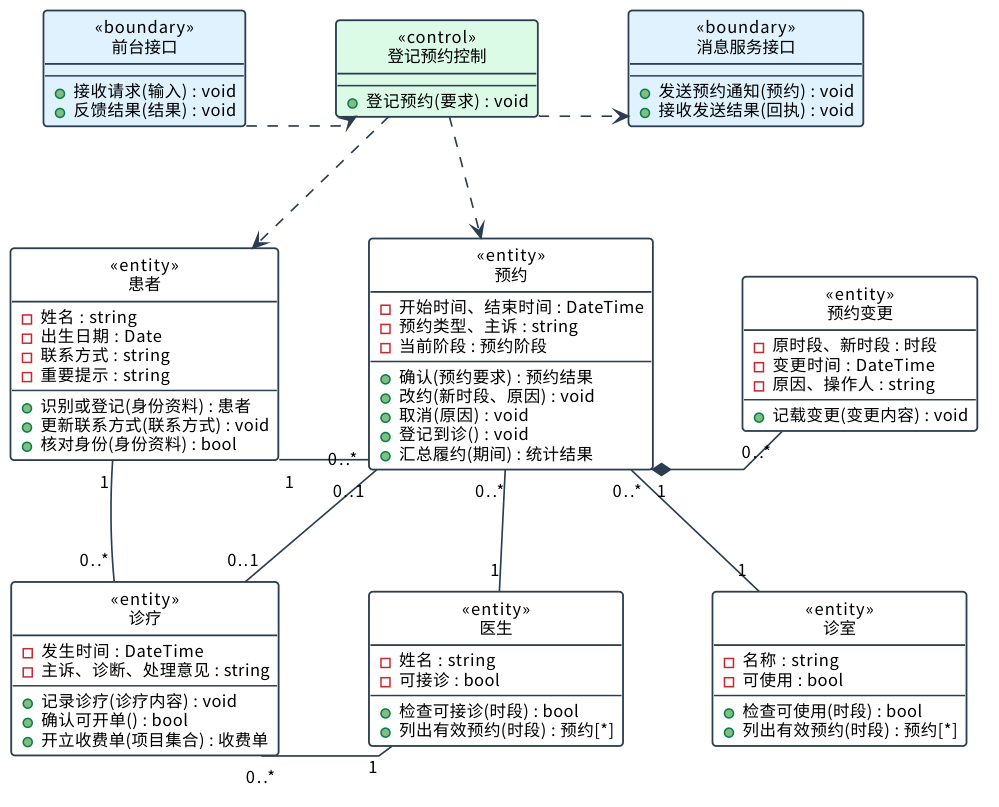 «boundary»
前台接口
接收请求(输入) : void
反馈结果(结果) : void
«control»
登记预约控制
登记预约(要求) : void
«boundary»
消息服务接口
发送预约通知(预约) : void
接收发送结果(回执) : void
«entity»
患者
姓名 : string
出生日期 : Date
联系方式 : string
重要提示 : string
识别或登记(身份资料) : 患者
更新联系方式(联系方式) : void
核对身份(身份资料) : bool
«entity»
预约
开始时间、结束时间 : DateTime
预约类型、主诉 : string
当前阶段 : 预约阶段
确认(预约要求) : 预约结果
改约(新时段、原因) : void
取消(原因) : void
登记到诊() : void
汇总履约(期间) : 统计结果
«entity»
预约变更
原时段、新时段 : 时段
变更时间 : DateTime
原因、操作人 : string
记载变更(变更内容) : void
0..*
0..*
1
1
0..1
0..*
0..*
1
0..*
0..1
1
1
«entity»
诊疗
发生时间 : DateTime
主诉、诊断、处理意见 : string
记录诊疗(诊疗内容) : void
确认可开单() : bool
开立收费单(项目集合) : 收费单
«entity»
医生
姓名 : string
可接诊 : bool
检查可接诊(时段) : bool
列出有效预约(时段) : 预约[*]
«entity»
诊室
名称 : string
可使用 : bool
检查可使用(时段) : bool
列出有效预约(时段) : 预约[*]
0..*
1